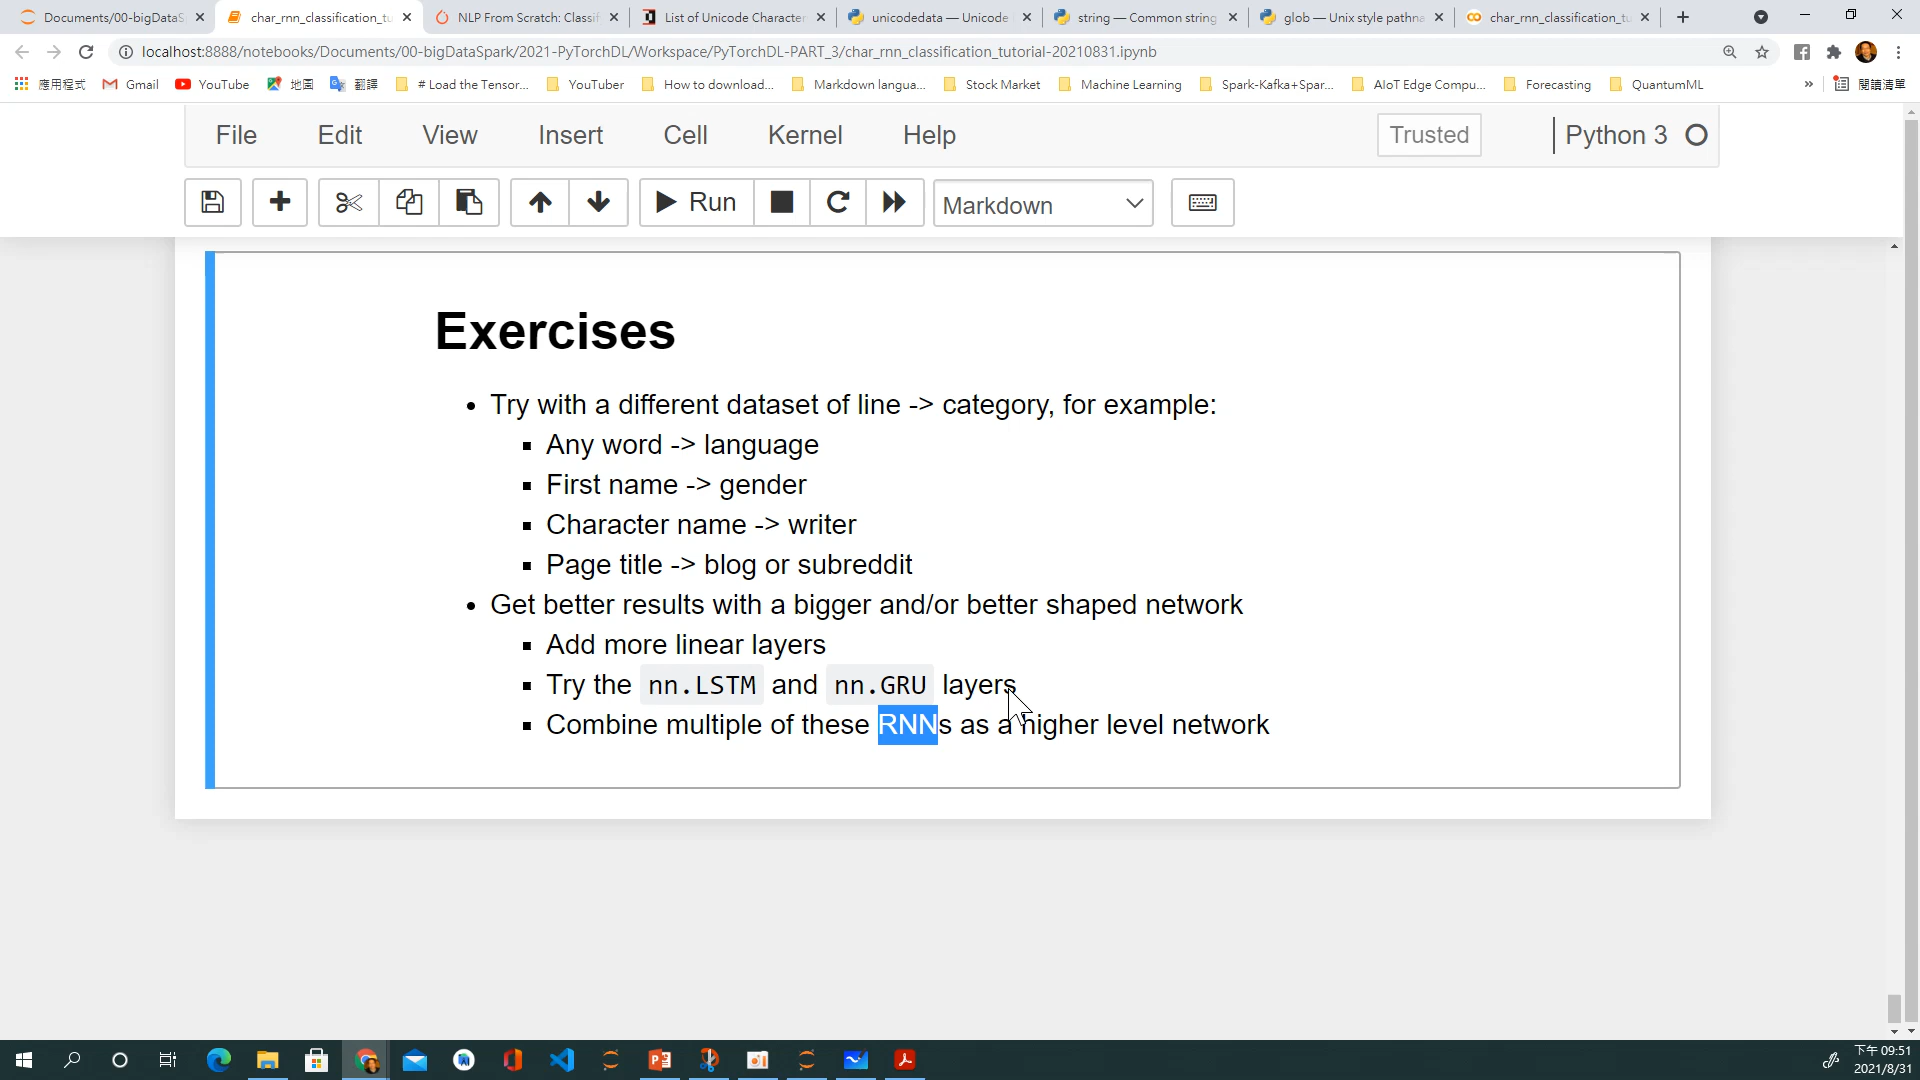 Documents/00-bigDataS
char_rnn_classification_tu
NLP From Scratch: Classif
List of Unicode Character
unicodedata — Unicode
string — Common string
glob — Unix style pathna
char_rnn_classification_tu
localhost:8888/notebooks/Documents/00-bigDataSpark/2021-PyTorchDL/Workspace/PyTorchDL-PART_3/char_rnn_classification_tutorial-20210831.ipynb
應用程式
Gmail
YouTube
地圖
翻譯
# Load the Tensor...
YouTuber
How to download...
Markdown langua...
Stock Market
Machine Learning
Spark-Kafka+Spar...
AIoT Edge Compu...
Forecasting
QuantumML
»
閱讀清單
File Edit View Insert Cell Kernel Help
Trusted
Python 3
Run
Markdown
Exercises
• Try with a different dataset of line -> category, for example:
▪ Any word -> language
▪ First name -> gender
▪ Character name -> writer
▪ Page title -> blog or subreddit
• Get better results with a bigger and/or better shaped network
▪ Add more linear layers
▪ Try the nn.LSTM and nn.GRU layers
▪ Combine multiple of these RNNs as a higher level network
下午 09:51
2021/8/31